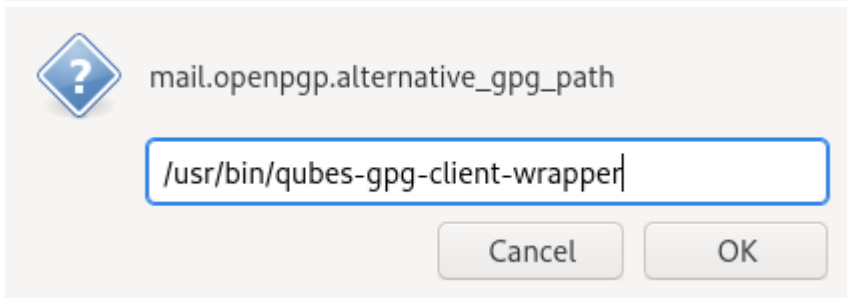 ?
mail.openpgp.alternative_gpg_path
/usr/bin/qubes-gpg-client-wrapper
Cancel OK